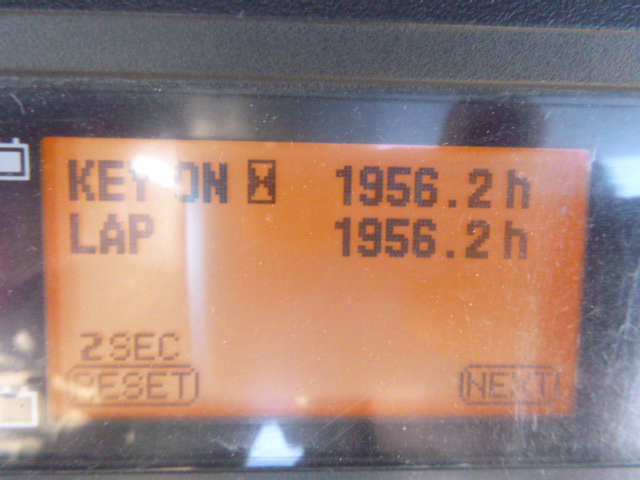 KEY ON 1956.2h
LAP 1956.2h
2SEC
RESET NEXT